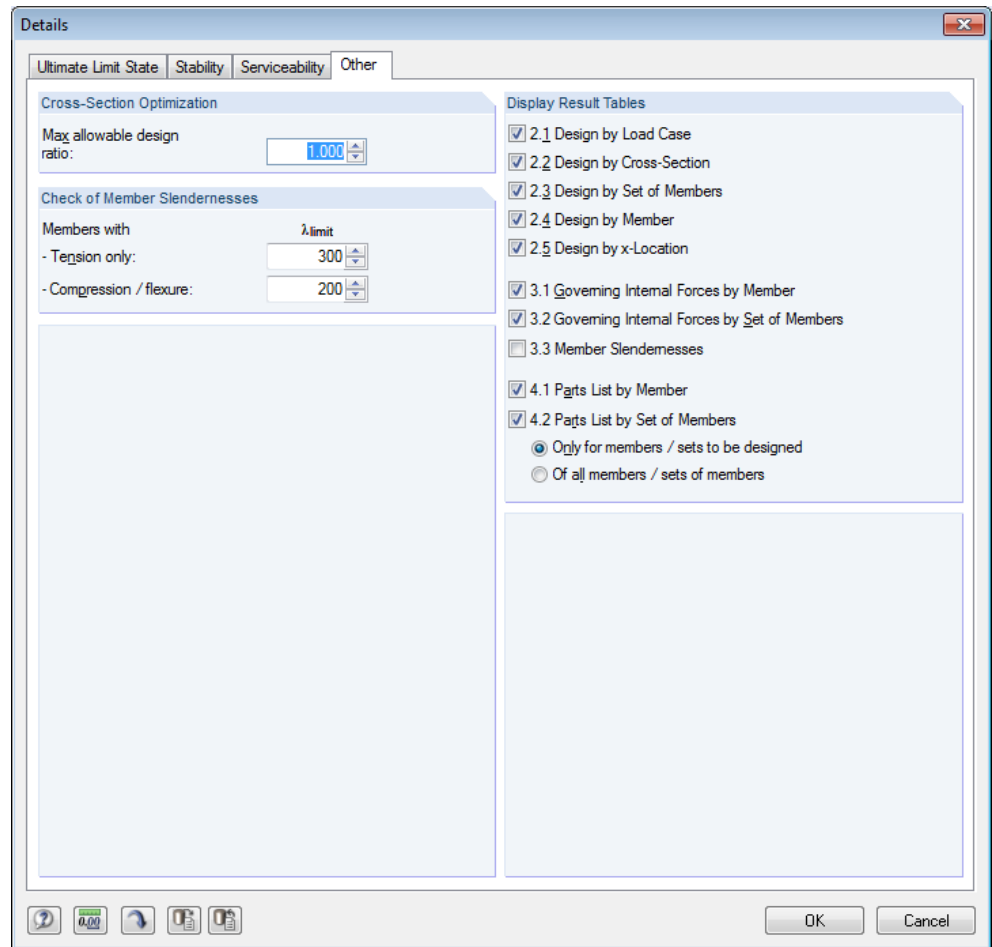 Details
Ultimate Limit State
Stability
Serviceability
Other
Cross-Section Optimization
Max allowable design
ratio:
1.000
Check of Member Slendernesses
Members with
λlimit
- Tension only:
300
- Compression / flexure:
200
Display Result Tables
2.1 Design by Load Case
2.2 Design by Cross-Section
2.3 Design by Set of Members
2.4 Design by Member
2.5 Design by x-Location
3.1 Governing Internal Forces by Member
3.2 Governing Internal Forces by Set of Members
3.3 Member Slendernesses
4.1 Parts List by Member
4.2 Parts List by Set of Members
Only for members / sets to be designed
Of all members / sets of members
0.00
OK
Cancel